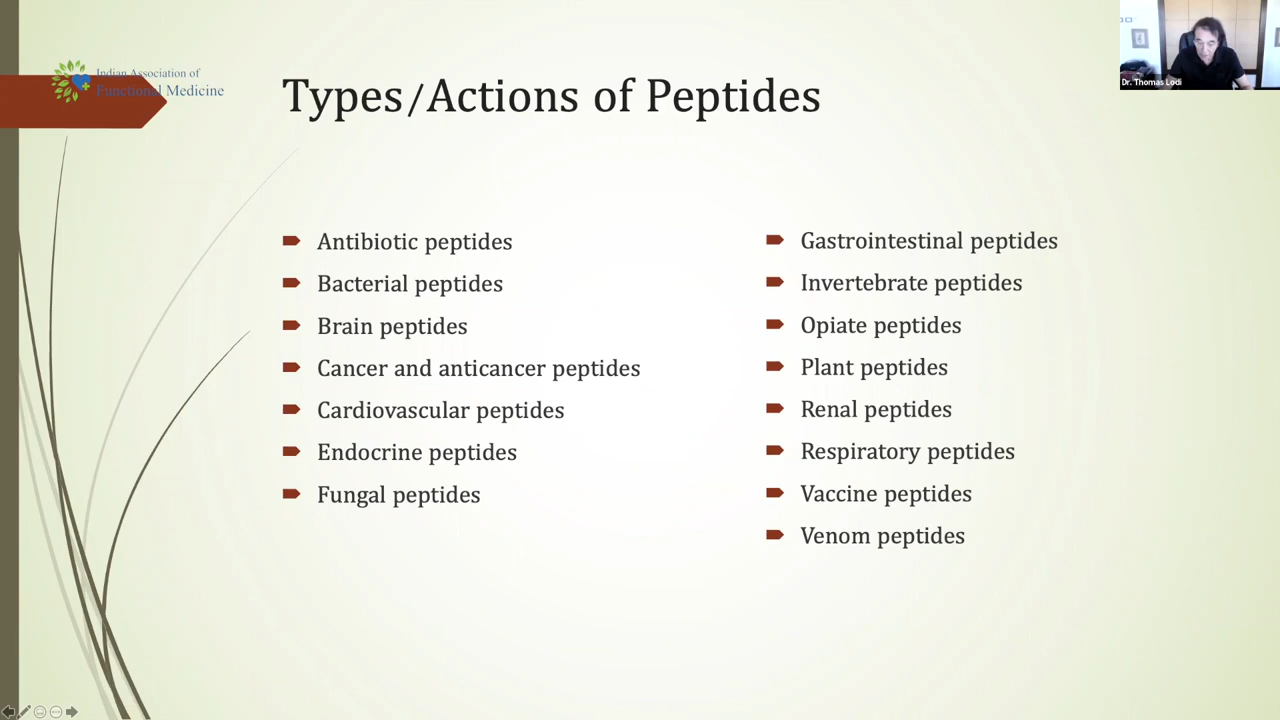 Indian Association of
Functional Medicine
Types/Actions of Peptides
Antibiotic peptides
Bacterial peptides
Brain peptides
Cancer and anticancer peptides
Cardiovascular peptides
Endocrine peptides
Fungal peptides
Gastrointestinal peptides
Invertebrate peptides
Opiate peptides
Plant peptides
Renal peptides
Respiratory peptides
Vaccine peptides
Venom peptides
Dr. Thomas Lodi